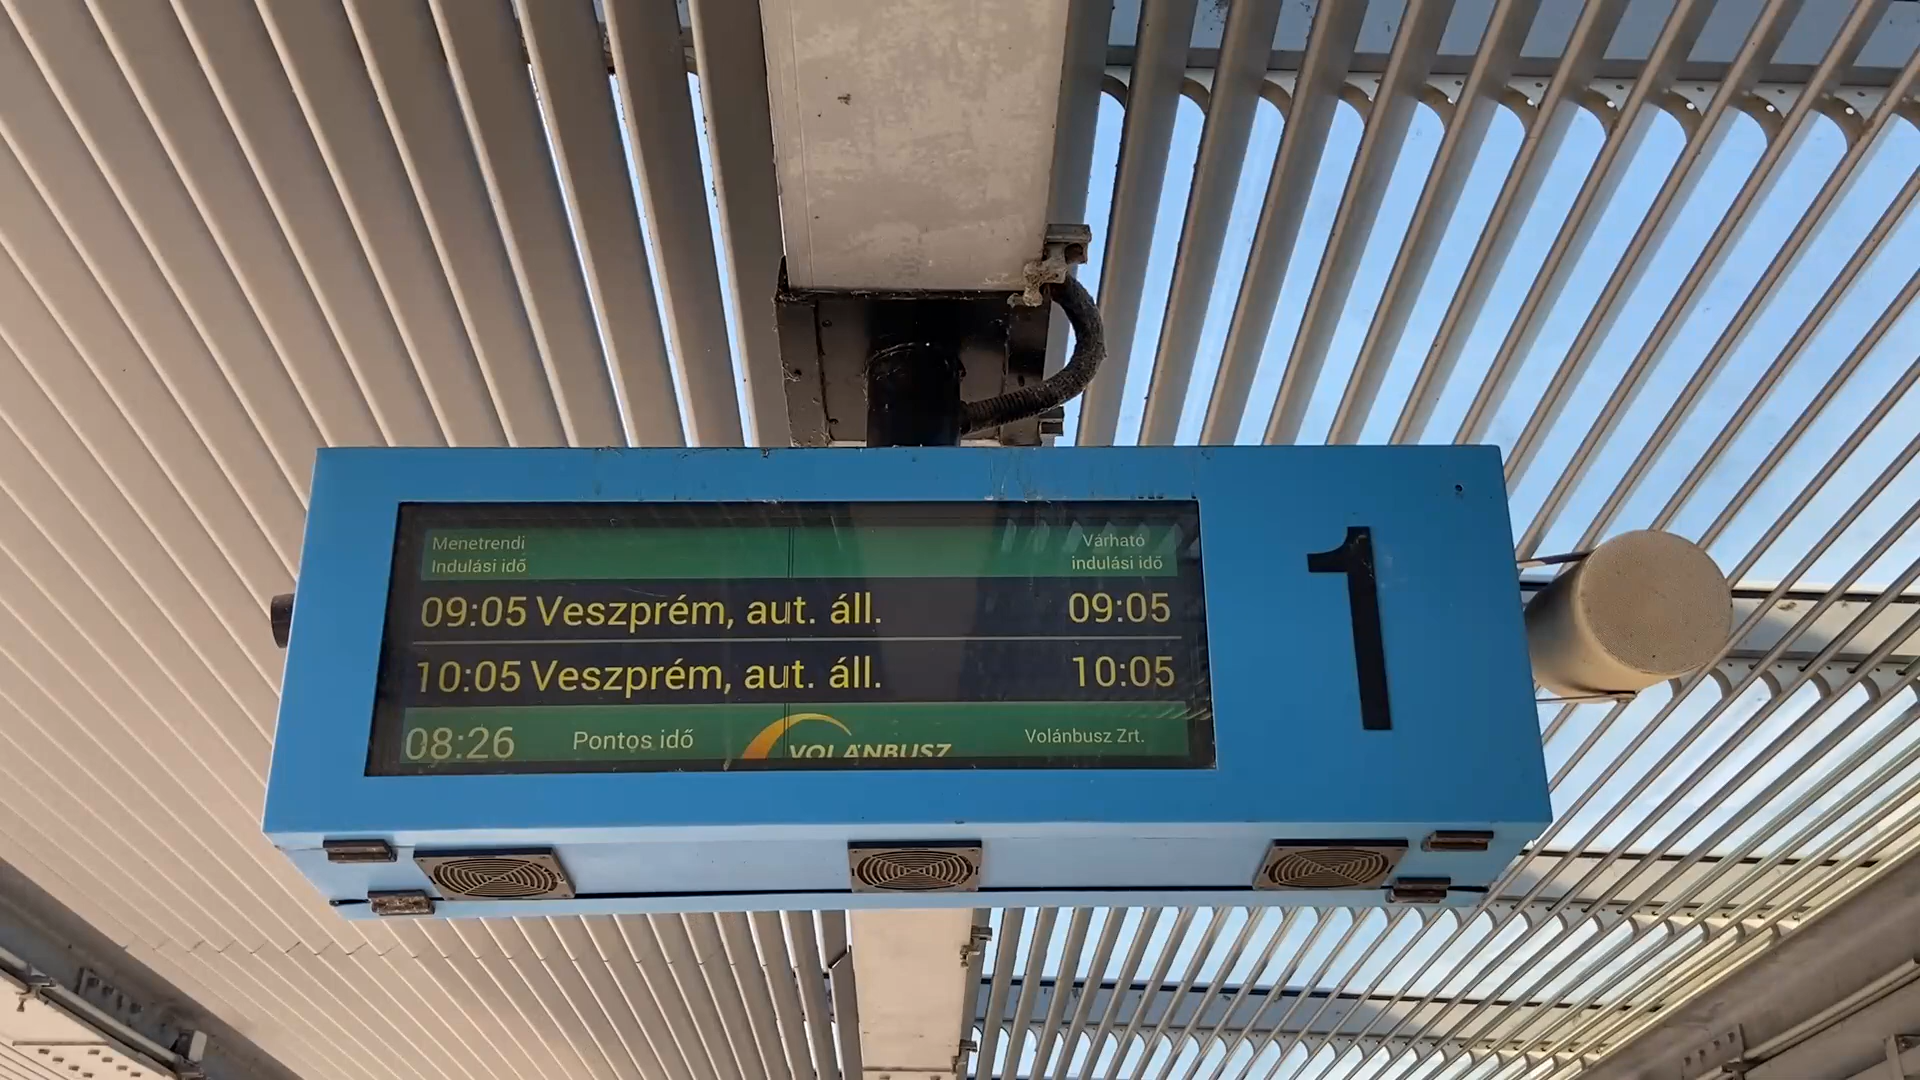 Menetrendi
Indulási idő
Várható
indulási idő
09:05 Veszprém, aut. áll. 09:05
10:05 Veszprém, aut. áll. 10:05
08:26 Pontos idő VOLÁNBUSZ Volánbusz Zrt.
1